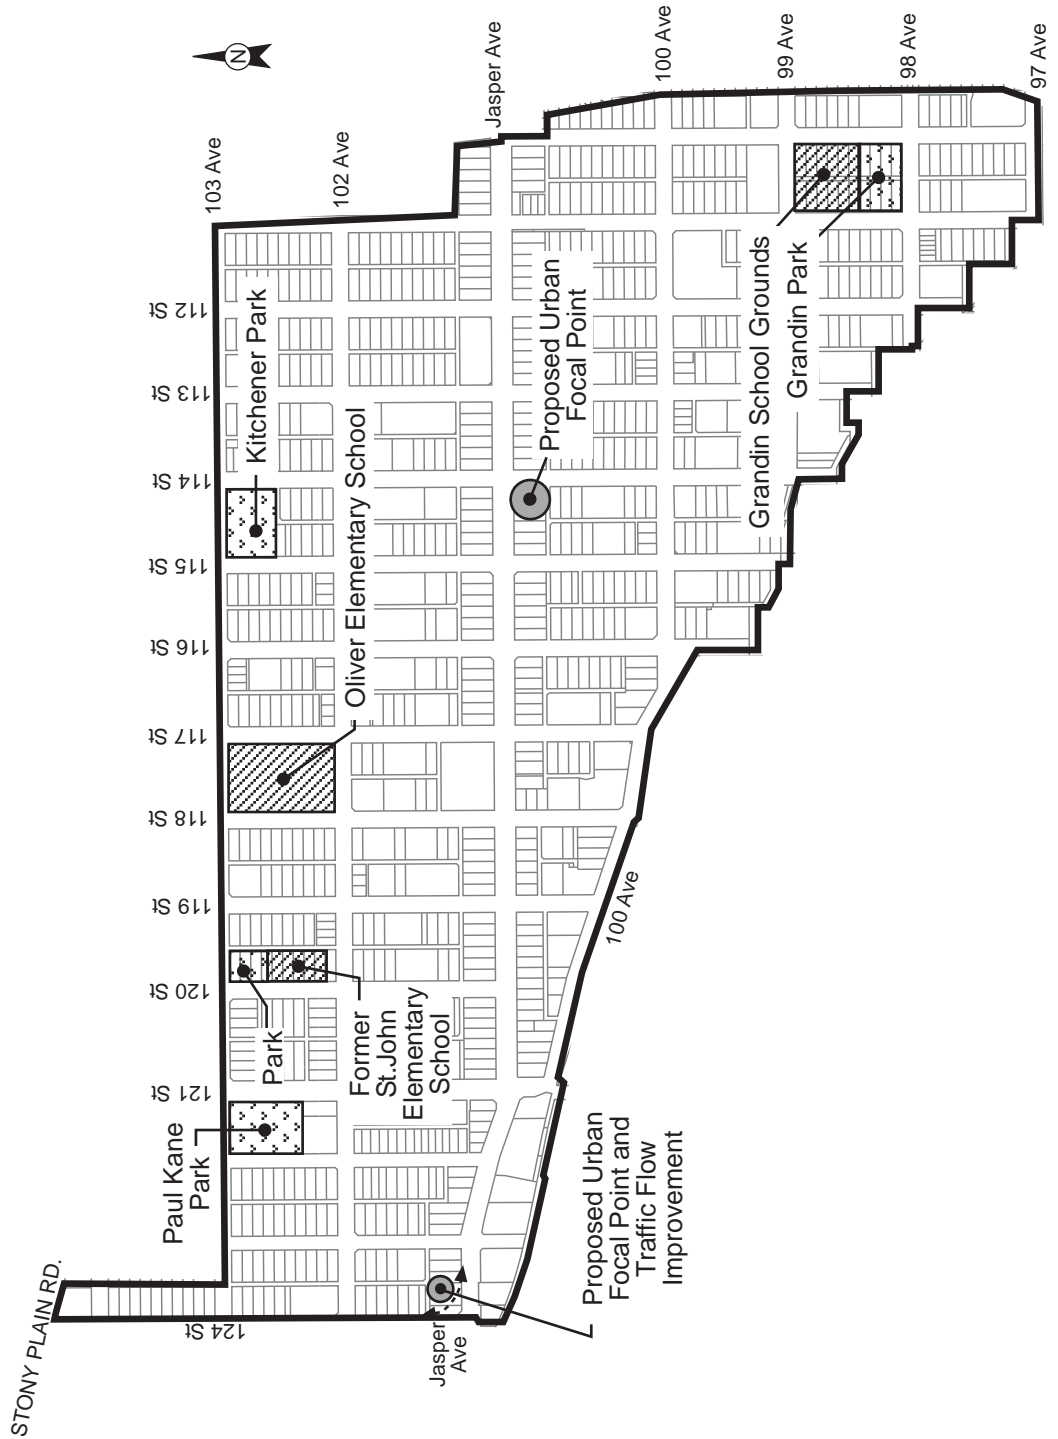 STONY PLAIN RD.
N
103 Ave
102 Ave
Jasper Ave
100 Ave
99 Ave
98 Ave
97 Ave
112 St
113 St
114 St
115 St
116 St
117 St
118 St
119 St
120 St
121 St
124 St
Kitchener Park
Oliver Elementary School
Proposed Urban
Focal Point
Grandin School Grounds
Grandin Park
Park
Former
St.John
Elementary
School
Paul Kane
Park
100 Ave
Jasper
Ave
Proposed Urban
Focal Point and
Traffic Flow
Improvement